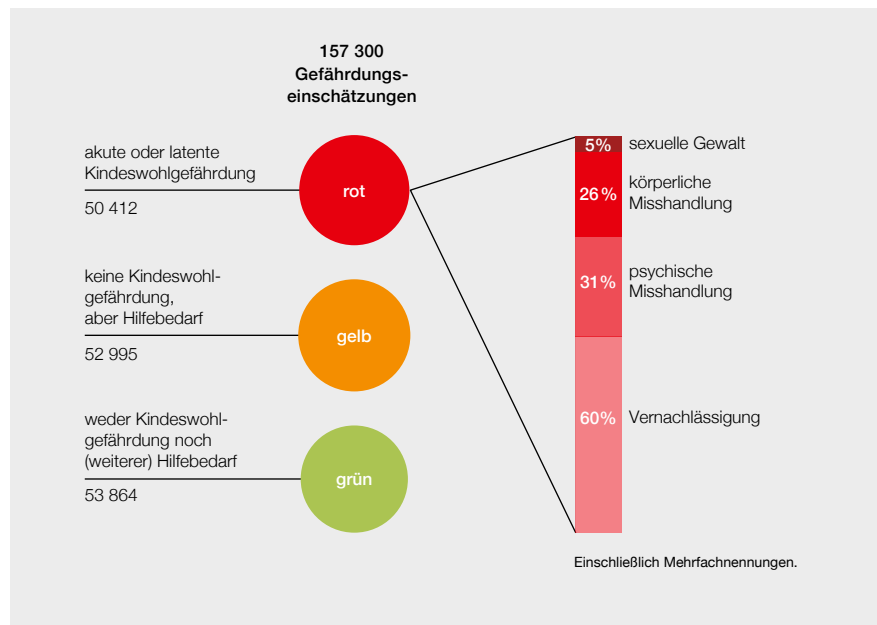 157 300
Gefährdungs-
einschätzungen
akute oder latente
Kindeswohlgefährdung
50 412
rot
keine Kindeswohl-
gefährdung,
aber Hilfebedarf
52 995
gelb
weder Kindeswohl-
gefährdung noch
(weiterer) Hilfebedarf
53 864
grün
5% sexuelle Gewalt
26% körperliche
Misshandlung
31% psychische
Misshandlung
60% Vernachlässigung
Einschließlich Mehrfachnennungen.